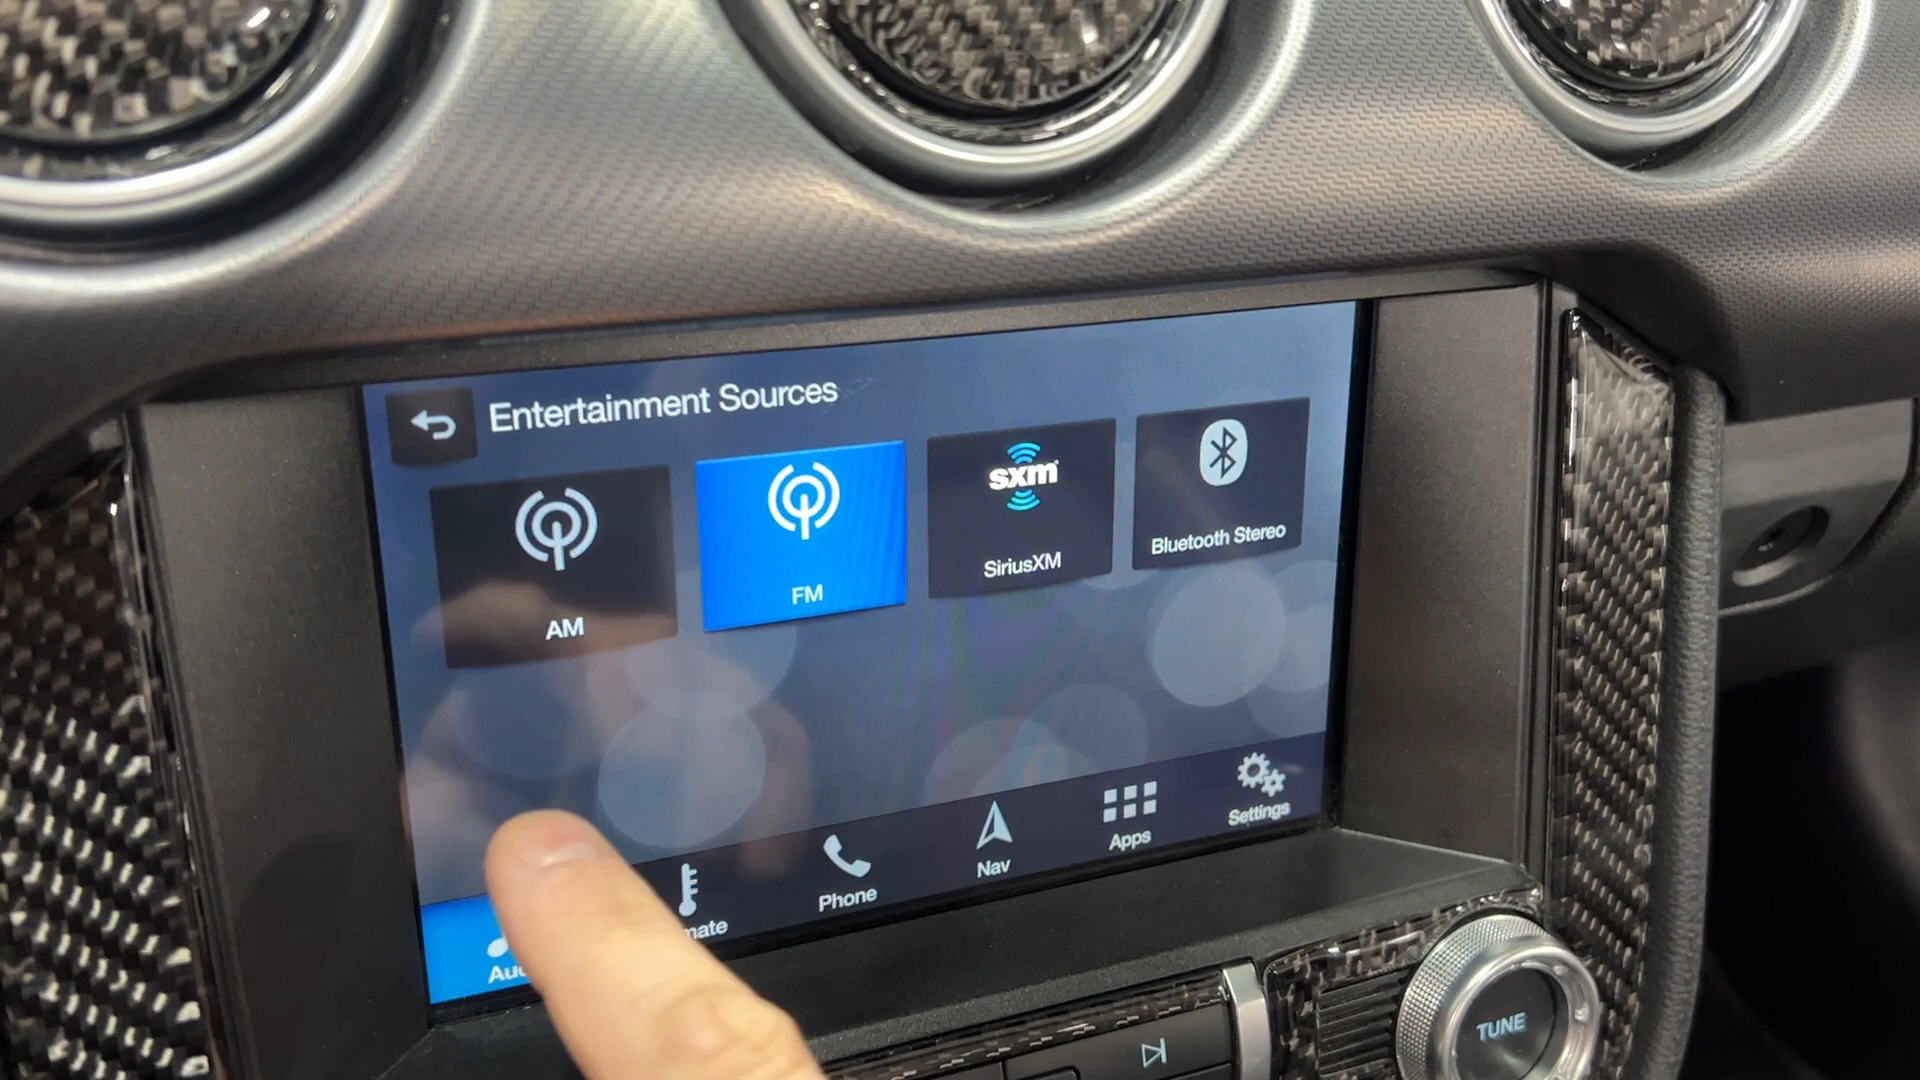 Entertainment Sources
AM
FM
sxm
SiriusXM
Bluetooth Stereo
Phone
Nav
Apps
Settings
TUNE